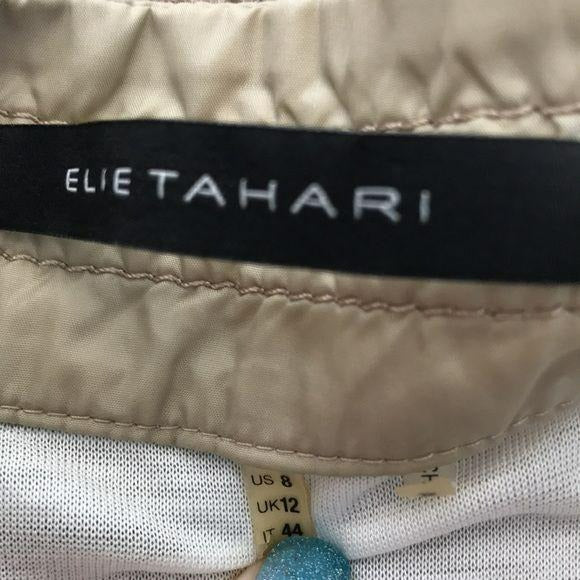 ELIE TAHARI
US 8
UK 12
IT 44